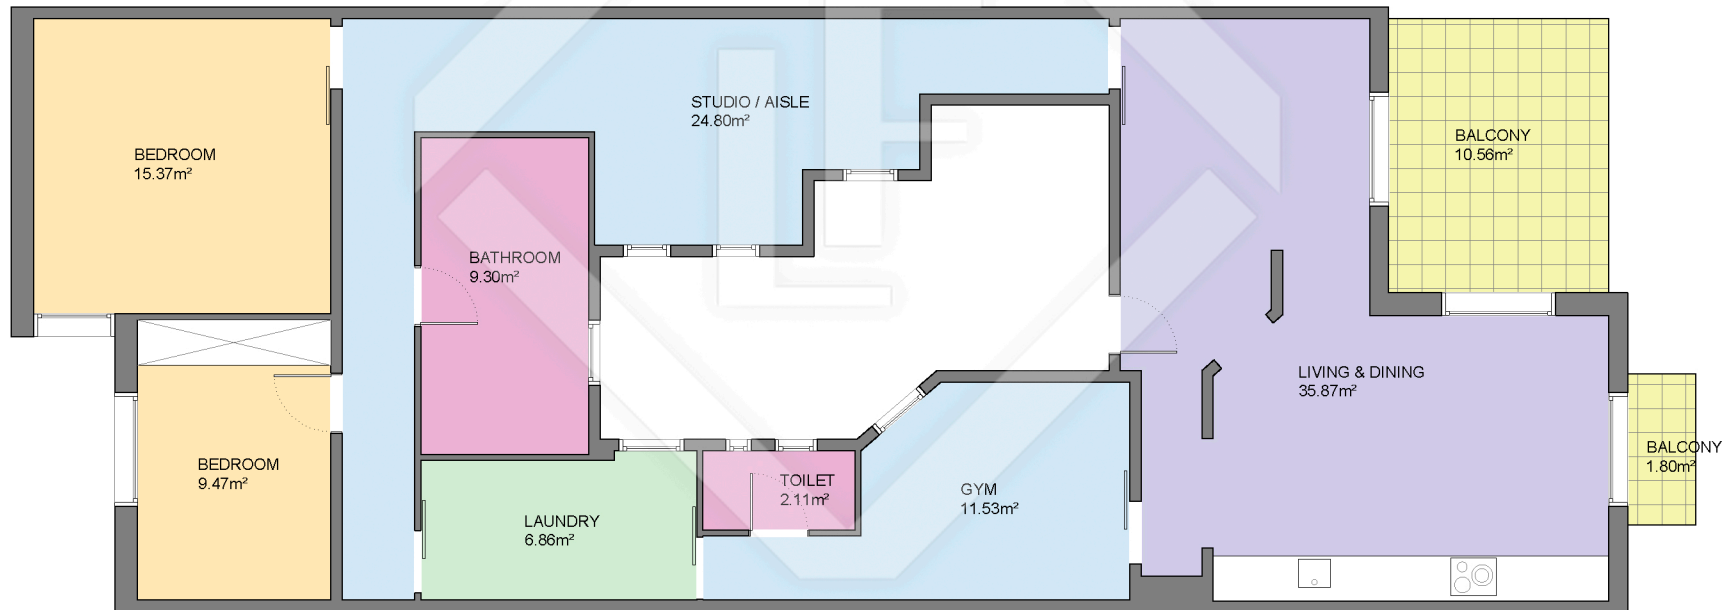 STUDIO / AISLE
24.80m²
BALCONY
10.56m²
BEDROOM
15.37m²
BATHROOM
9.30m²
LIVING & DINING
35.87m²
BALCONY
1.80m²
BEDROOM
9.47m²
TOILET
2.11m²
GYM
11.53m²
LAUNDRY
6.86m²